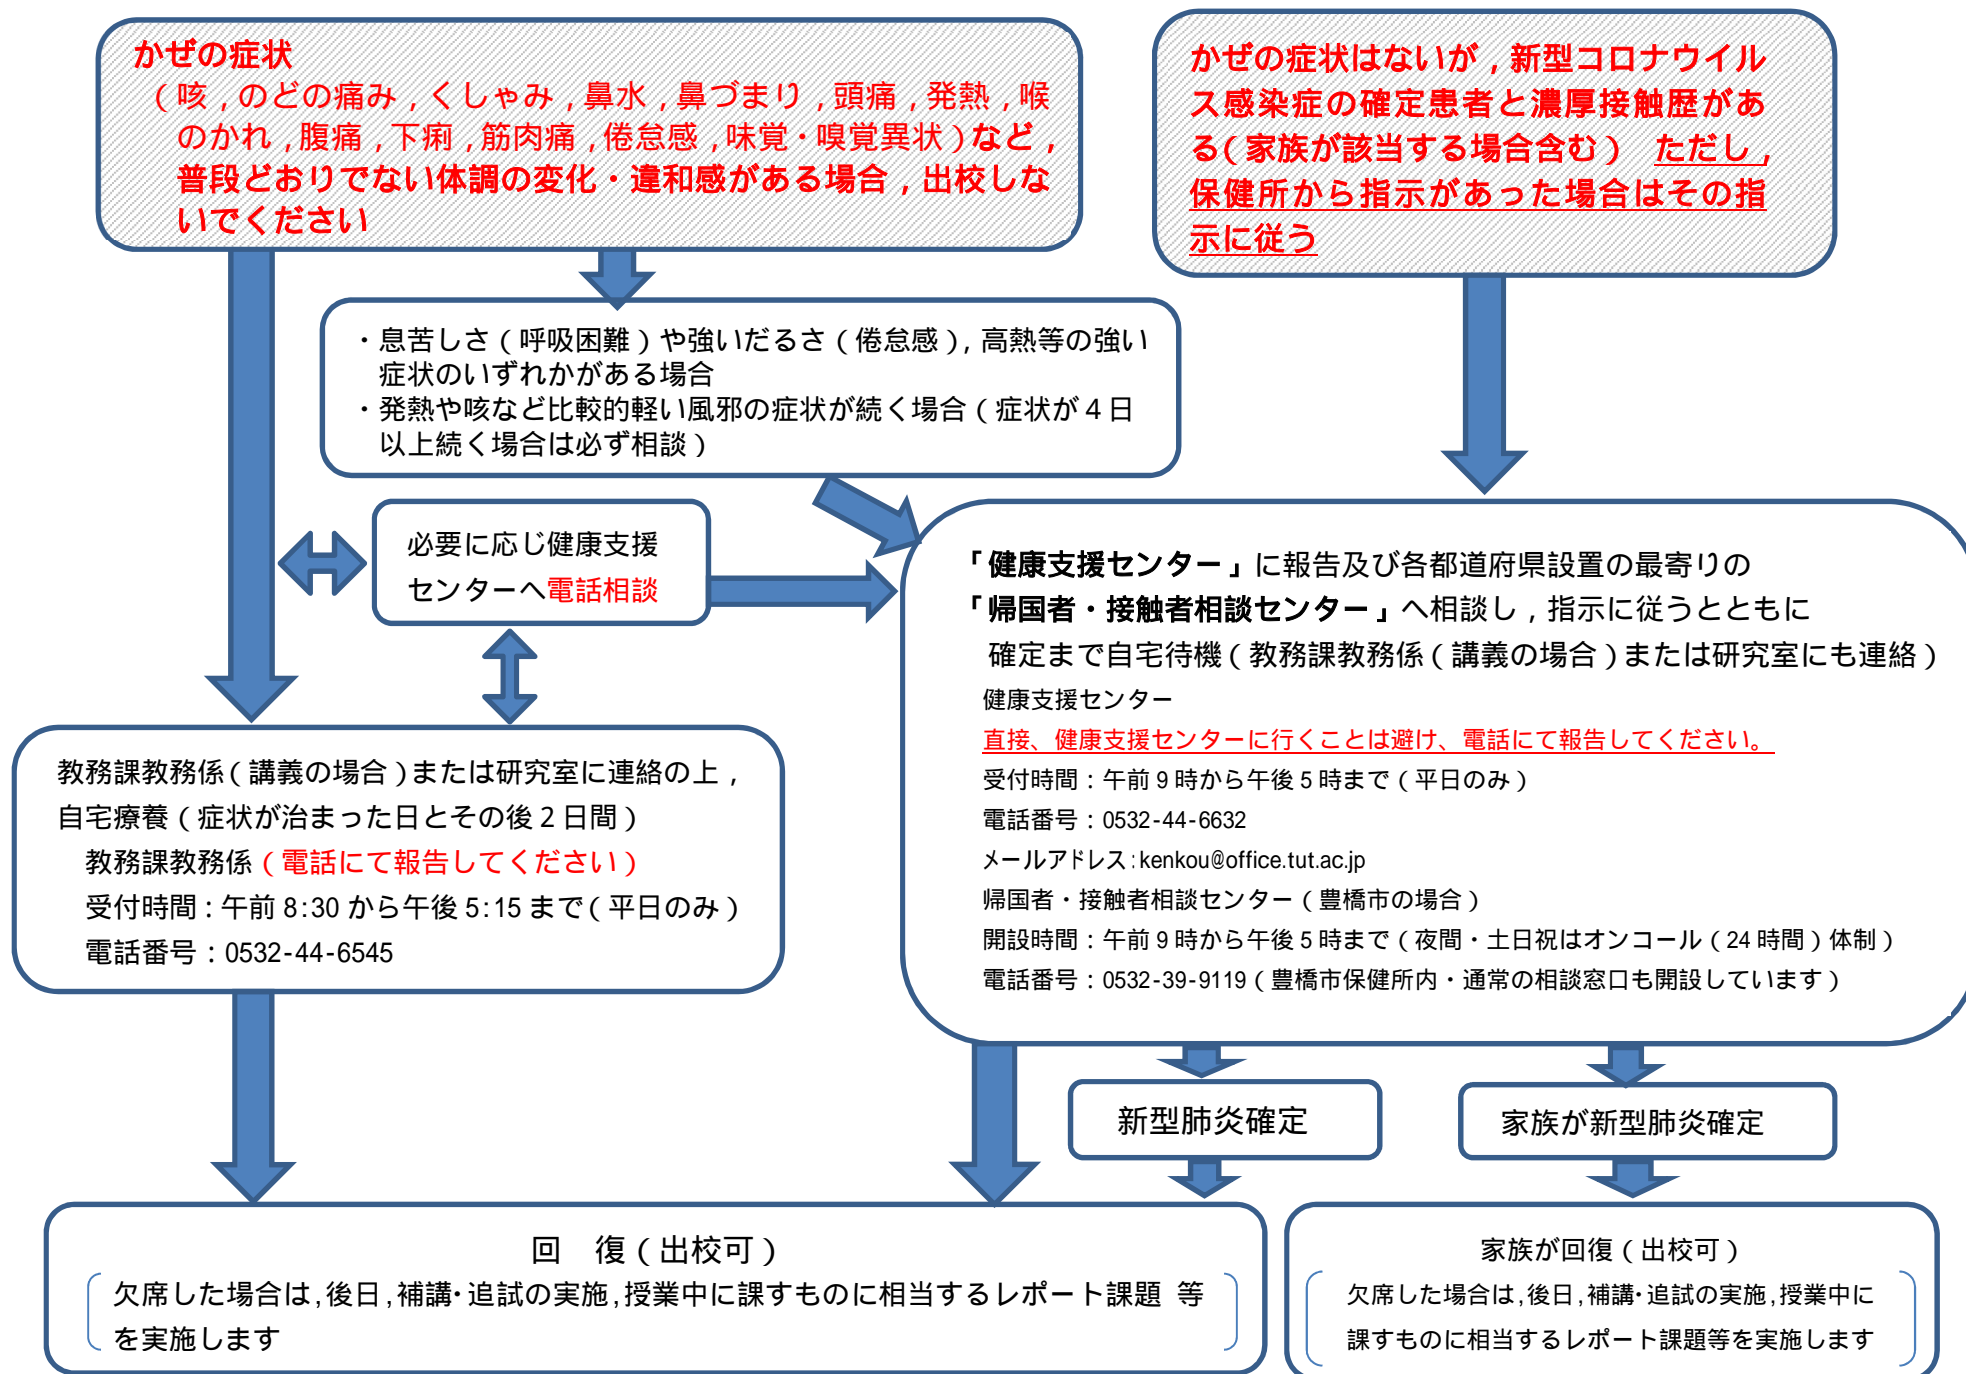 かぜの症状
（咳，のどの痛み，くしゃみ，鼻水，鼻づまり，頭痛，発熱，喉
のかれ，腹痛，下痢，筋肉痛，倦怠感，味覚・嗅覚異状）など，
普段どおりでない体調の変化・違和感がある場合，出校しな
いでください
かぜの症状はないが，新型コロナウイル
ス感染症の確定患者と濃厚接触歴があ
る（家族が該当する場合含む）　ただし，
保健所から指示があった場合はその指
示に従う
・息苦しさ（呼吸困難）や強いだるさ（倦怠感），高熱等の強い
症状のいずれかがある場合
・発熱や咳など比較的軽い風邪の症状が続く場合（症状が４日
以上続く場合は必ず相談）
必要に応じ健康支援
センターへ電話相談
「健康支援センター」に報告及び各都道府県設置の最寄りの
「帰国者・接触者相談センター」へ相談し，指示に従うとともに
確定まで自宅待機（教務課教務係（講義の場合）または研究室にも連絡）
健康支援センター
直接、健康支援センターに行くことは避け、電話にて報告してください。
受付時間：午前９時から午後５時まで（平日のみ）
電話番号：0532-44-6632
メールアドレス：kenkou@office.tut.ac.jp
帰国者・接触者相談センター（豊橋市の場合）
開設時間：午前９時から午後５時まで（夜間・土日祝はオンコール（24時間）体制）
電話番号：0532-39-9119（豊橋市保健所内・通常の相談窓口も開設しています）
教務課教務係（講義の場合）または研究室に連絡の上，
自宅療養（症状が治まった日とその後２日間）
教務課教務係（電話にて報告してください）
受付時間：午前8:30から午後5:15まで（平日のみ）
電話番号：0532-44-6545
新型肺炎確定
家族が新型肺炎確定
回　復（出校可）
欠席した場合は，後日，補講・追試の実施，授業中に課すものに相当するレポート課題 等
を実施します
家族が回復（出校可）
欠席した場合は，後日，補講・追試の実施，授業中に
課すものに相当するレポート課題等を実施します